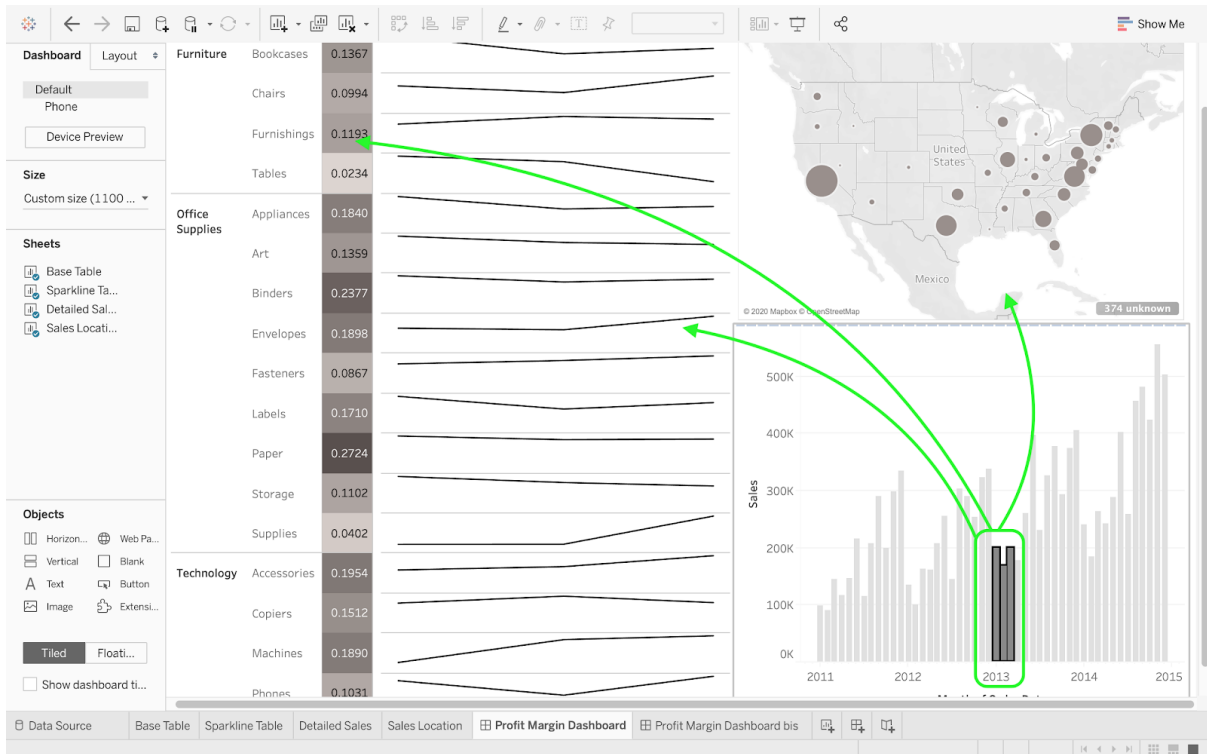 Show Me
Dashboard
Layout
Default
Phone
Device Preview
Size
Custom size (1100 ...
Sheets
Base Table
Sparkline Ta...
Detailed Sal...
Sales Locati...
Objects
Horizon... Web Pa...
Vertical Blank
A Text Button
Image Extensi...
Tiled Floati...
Show dashboard ti...
Furniture Bookcases 0.1367
Chairs 0.0994
Furnishings 0.1193
Tables 0.0234
Office Supplies Appliances 0.1840
Art 0.1359
Binders 0.2377
Envelopes 0.1898
Fasteners 0.0867
Labels 0.1710
Paper 0.2724
Storage 0.1102
Supplies 0.0402
Technology Accessories 0.1954
Copiers 0.1512
Machines 0.1890
Phones 0.1031
United
States
Mexico
© 2020 Mapbox © OpenStreetMap
374 unknown
Sales
500K
400K
300K
200K
100K
0K
2011 2012 2013 2014 2015
Data Source Base Table Sparkline Table Detailed Sales Sales Location Profit Margin Dashboard Profit Margin Dashboard bis